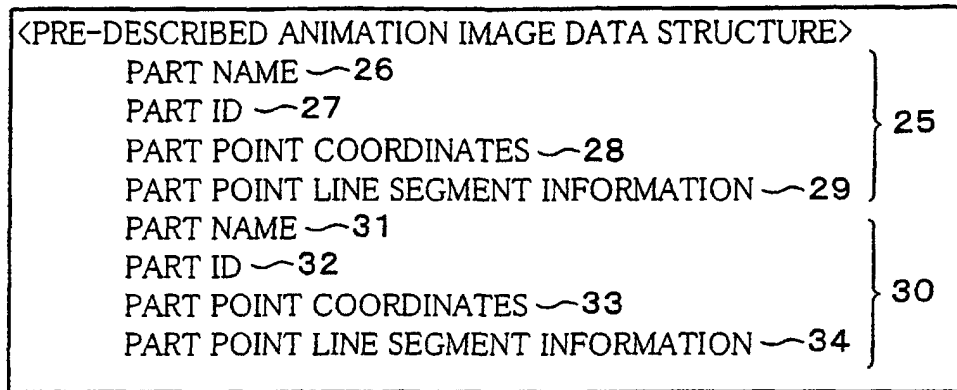 <PRE-DESCRIBED ANIMATION IMAGE DATA STRUCTURE>
PART NAME 26
PART ID 27
PART POINT COORDINATES 28
PART POINT LINE SEGMENT INFORMATION 29
25
PART NAME 31
PART ID 32
PART POINT COORDINATES 33
PART POINT LINE SEGMENT INFORMATION 34
30